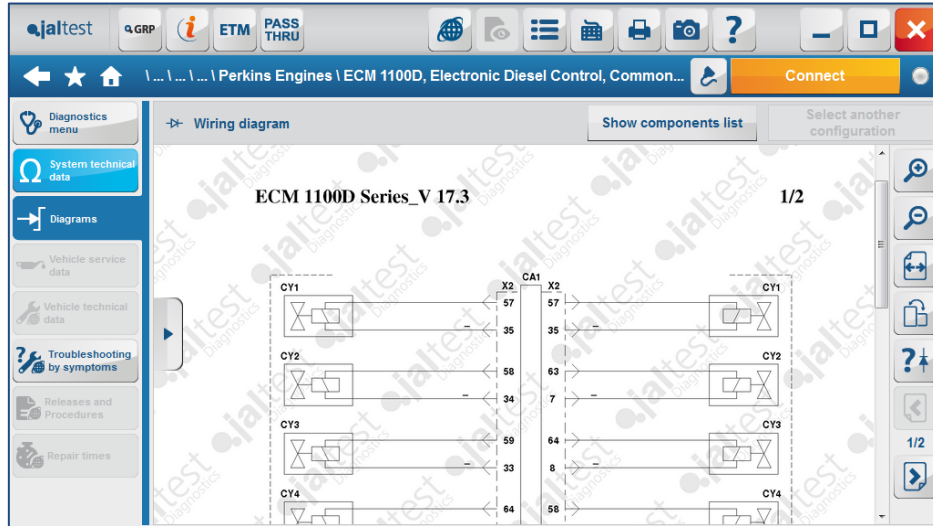 jaltest
GRP
i
ETM
PASS
THRU
?
\ ... \ ... \ ... \ Perkins Engines \ ECM 1100D, Electronic Diesel Control, Common...
Connect
Diagnostics
menu
System technical
data
Diagrams
Vehicle service
data
Vehicle technical
data
Troubleshooting
by symptoms
Releases and
Procedures
Repair times
Wiring diagram
Show components list
Select another
configuration
ECM 1100D Series_V 17.3
1/2
CY1
X2
CA1
X2
CY1
57
57
35
35
CY2
CY2
58
63
34
7
CY3
CY3
59
64
33
8
CY4
CY4
64
58
1/2
jaltest
Diagnostics